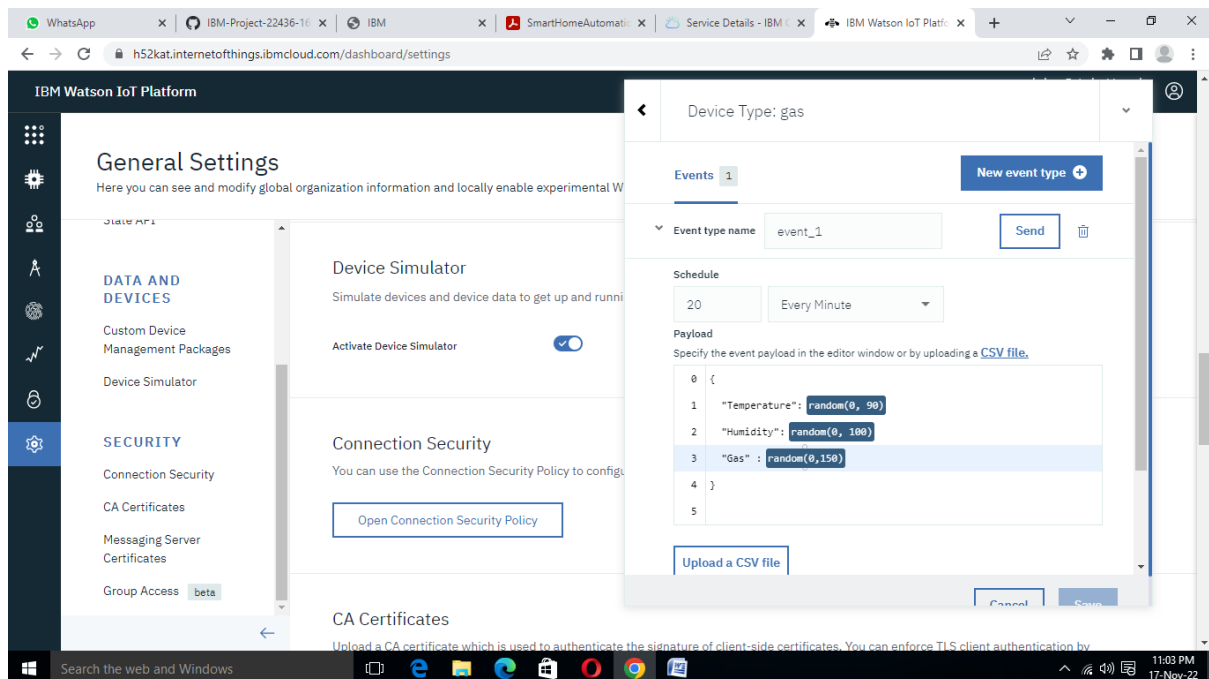 WhatsApp
IBM-Project-22436-16
IBM
SmartHomeAutomatic
Service Details - IBM C
IBM Watson IoT Platfo
h52kat.internetofthings.ibmcloud.com/dashboard/settings
IBM Watson IoT Platform
General Settings
Here you can see and modify global organization information and locally enable experimental W
State API
DATA AND
DEVICES
Custom Device
Management Packages
Device Simulator
SECURITY
Connection Security
CA Certificates
Messaging Server
Certificates
Group Access beta
Device Simulator
Simulate devices and device data to get up and runni
Activate Device Simulator
Connection Security
You can use the Connection Security Policy to configu
Open Connection Security Policy
CA Certificates
Upload a CA certificate which is used to authenticate the signature of client-side certificates. You can enforce TLS client authentication by
Device Type: gas
Events 1
New event type
Event type name event_1 Send
Schedule
20 Every Minute
Payload
Specify the event payload in the editor window or by uploading a CSV file.
0 {
1 "Temperature": random(0, 90)
2 "Humidity": random(0, 100)
3 "Gas" : random(0,150)
4 }
5
Upload a CSV file
Cancel Save
Search the web and Windows
11:03 PM
17-Nov-22